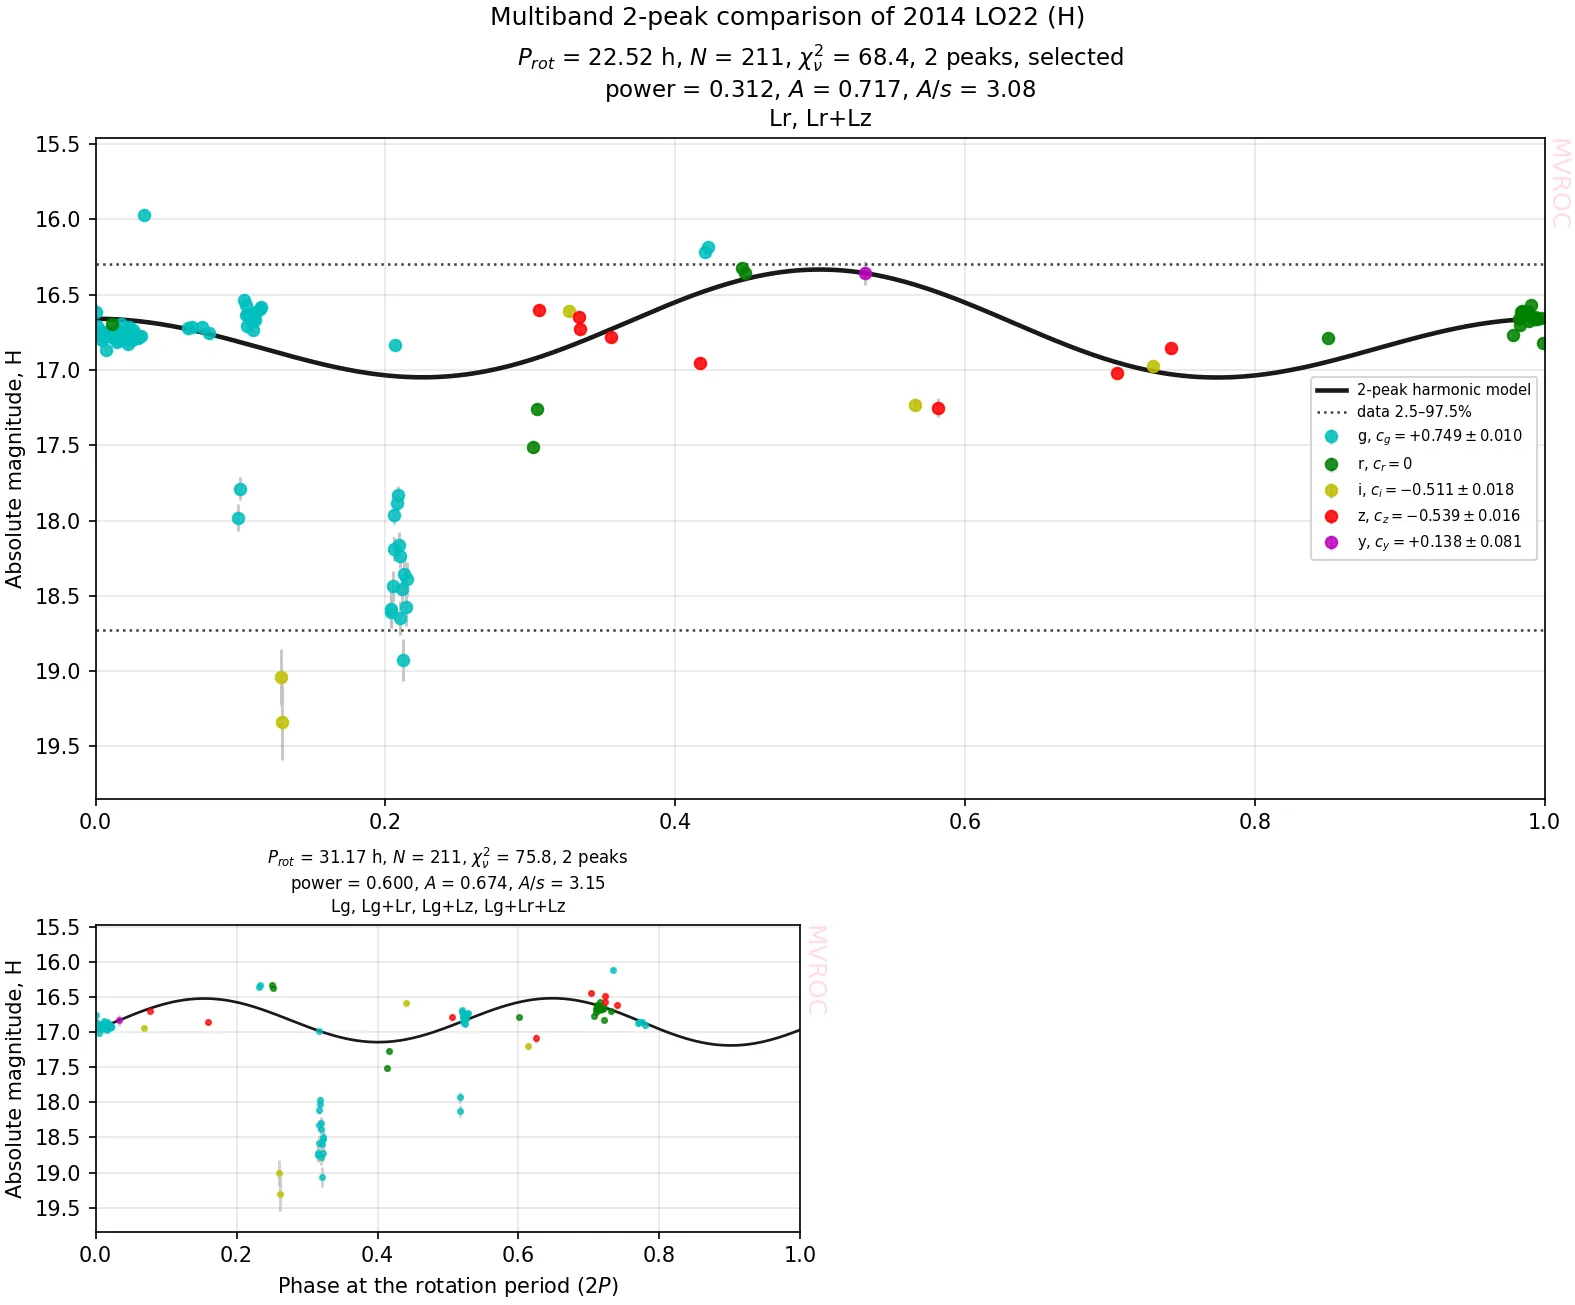 Multiband 2-peak comparison of 2014 LO22 (H)
P_rot = 22.52 h, N = 211, χ²_ν = 68.4, 2 peaks, selected
power = 0.312, A = 0.717, A/s = 3.08
Lr, Lr+Lz
15.5
16.0
16.5
17.0
17.5
18.0
18.5
19.0
19.5
Absolute magnitude, H
MVROC
2-peak harmonic model
data 2.5–97.5%
g, c_g = +0.749 ± 0.010
r, c_r = 0
i, c_i = −0.511 ± 0.018
z, c_z = −0.539 ± 0.016
y, c_y = +0.138 ± 0.081
0.0 0.2 0.4 0.6 0.8 1.0
P_rot = 31.17 h, N = 211, χ²_ν = 75.8, 2 peaks
power = 0.600, A = 0.674, A/s = 3.15
Lg, Lg+Lr, Lg+Lz, Lg+Lr+Lz
15.5
16.0
16.5
17.0
17.5
18.0
18.5
19.0
19.5
Absolute magnitude, H
MVROC
0.0 0.2 0.4 0.6 0.8 1.0
Phase at the rotation period (2P)